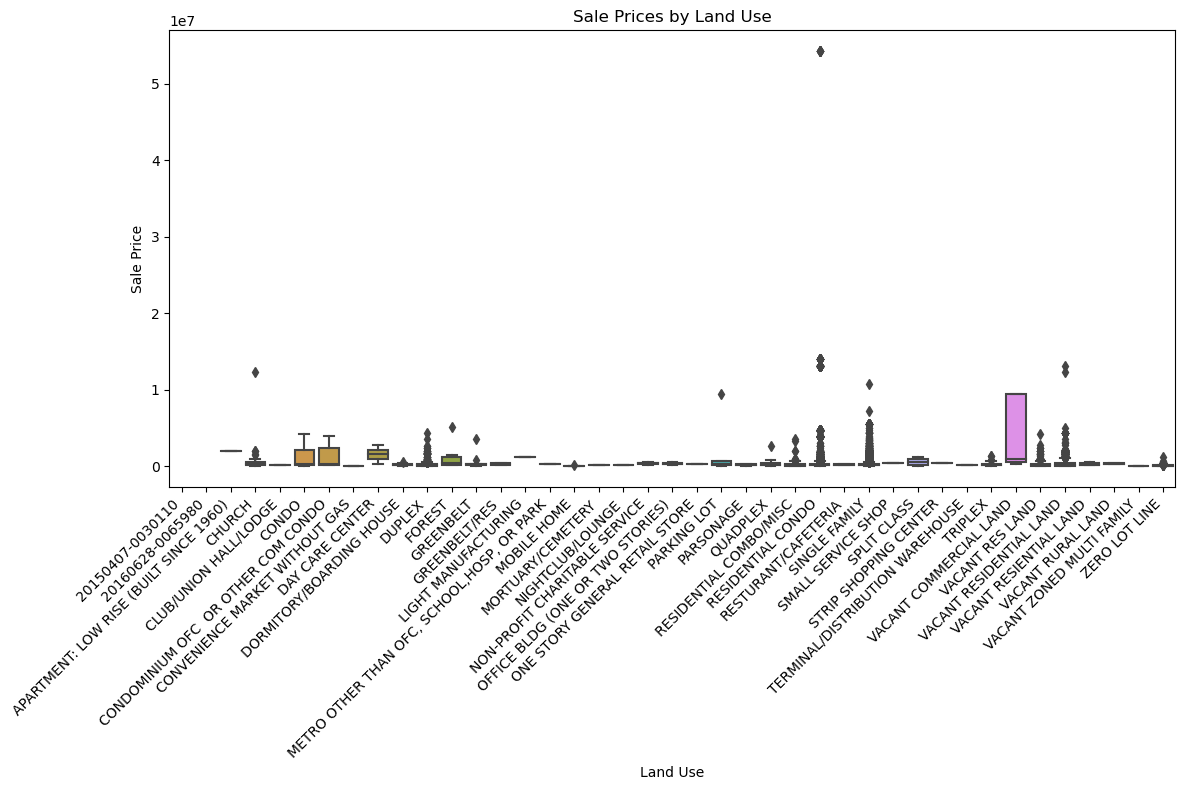 Sale Prices by Land Use
1e7
Sale Price
5
4
3
2
1
0
20150407-0030110
20160628-0065980
APARTMENT: LOW RISE (BUILT SINCE 1960)
CHURCH
CLUB/UNION HALL/LODGE
CONDO
CONDOMINIUM OFC  OR OTHER COM CONDO
CONVENIENCE MARKET WITHOUT GAS
DAY CARE CENTER
DORMITORY/BOARDING HOUSE
DUPLEX
FOREST
GREENBELT
GREENBELT/RES
LIGHT MANUFACTURING
METRO OTHER THAN OFC, SCHOOL,HOSP, OR PARK
MOBILE HOME
MORTUARY/CEMETERY
NIGHTCLUB/LOUNGE
NON-PROFIT CHARITABLE SERVICE
OFFICE BLDG (ONE OR TWO STORIES)
ONE STORY GENERAL RETAIL STORE
PARKING LOT
PARSONAGE
QUADPLEX
RESIDENTIAL COMBO/MISC
RESIDENTIAL CONDO
RESTURANT/CAFETERIA
SINGLE FAMILY
SMALL SERVICE SHOP
SPLIT CLASS
STRIP SHOPPING CENTER
TERMINAL/DISTRIBUTION WAREHOUSE
TRIPLEX
VACANT COMMERCIAL LAND
VACANT RES LAND
VACANT RESIDENTIAL LAND
VACANT RESIENTIAL LAND
VACANT RURAL LAND
VACANT ZONED MULTI FAMILY
ZERO LOT LINE
Land Use